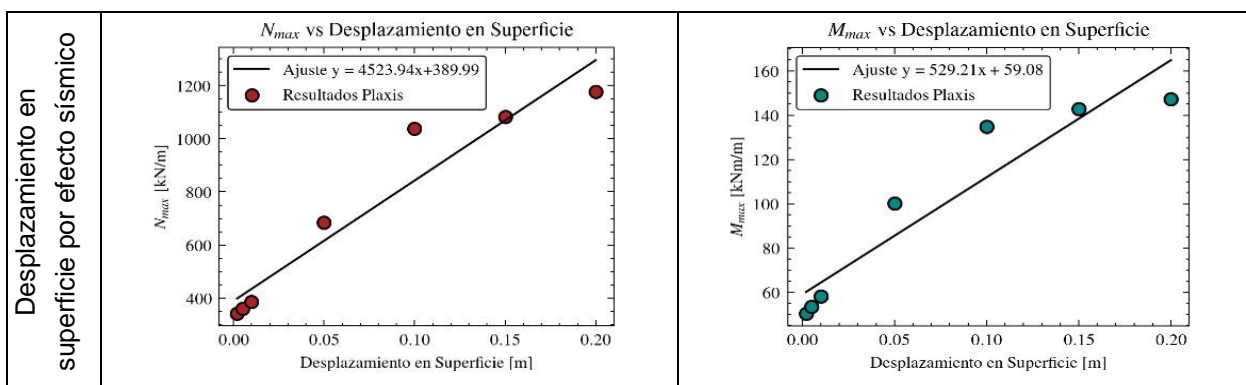 Desplazamiento en
superficie por efecto sísmico
N_max vs Desplazamiento en Superficie
Ajuste y = 4523.94x+389.99
Resultados Plaxis
1200
1000
800
600
400
N_max [kN/m]
0.00 0.05 0.10 0.15 0.20
Desplazamiento en Superficie [m]
M_max vs Desplazamiento en Superficie
Ajuste y = 529.21x + 59.08
Resultados Plaxis
160
140
120
100
80
60
M_max [kNm/m]
0.00 0.05 0.10 0.15 0.20
Desplazamiento en Superficie [m]